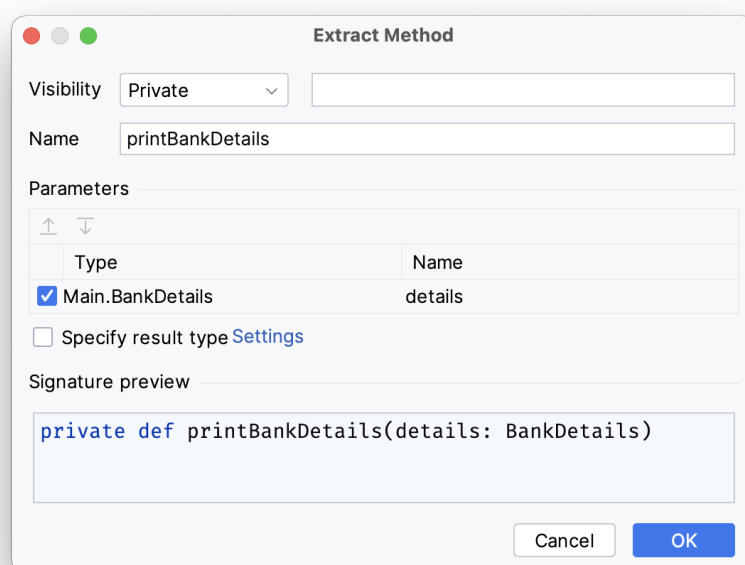 Extract Method
Visibility Private
Name printBankDetails
Parameters
Type Name
Main.BankDetails details
Specify result type Settings
Signature preview
private def printBankDetails(details: BankDetails)
Cancel OK